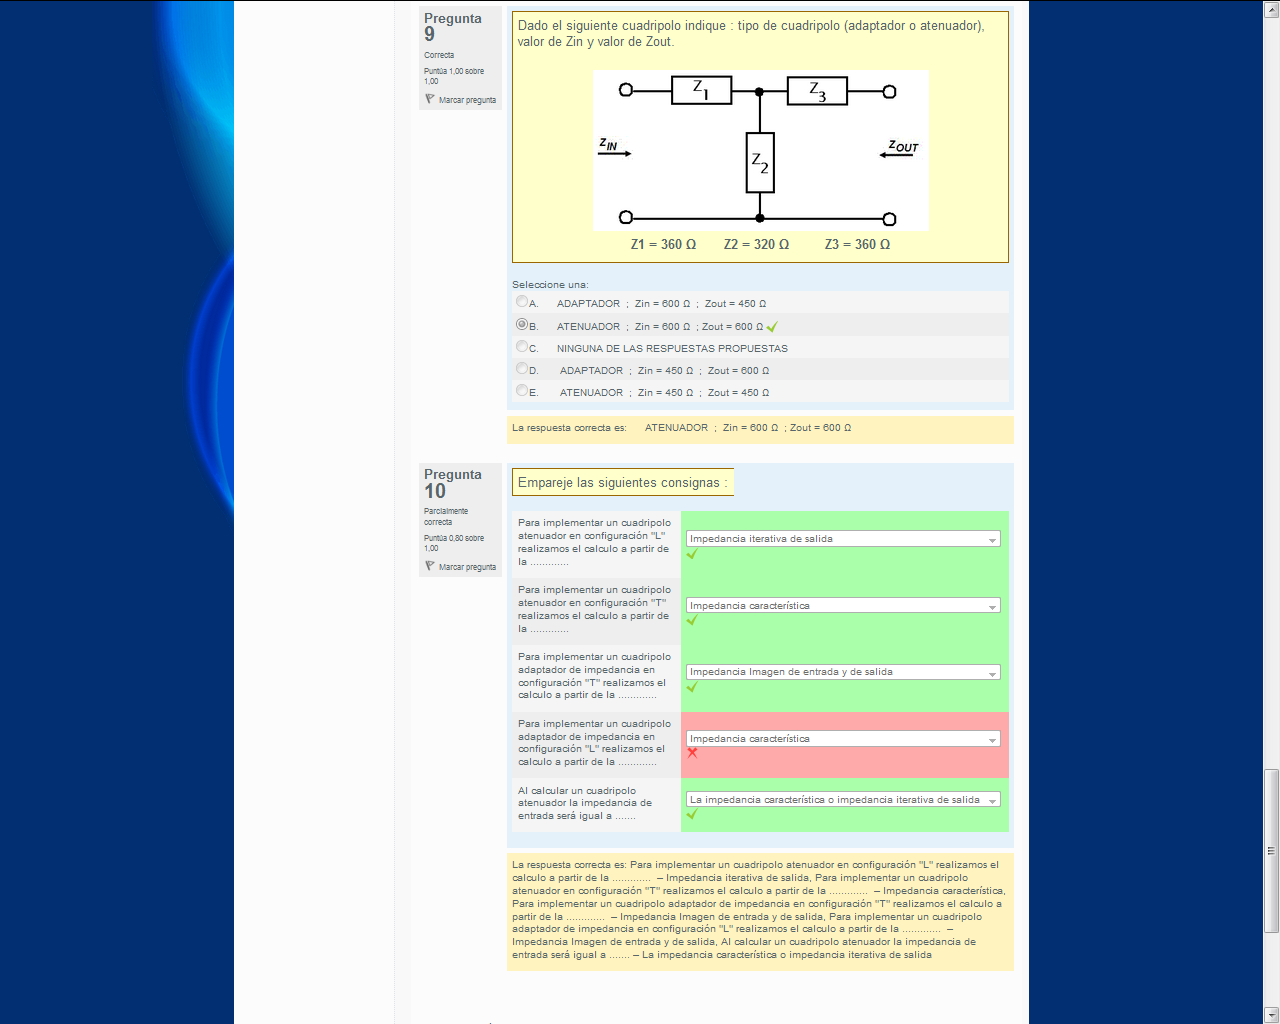 Pregunta
9
Correcta
Puntúa 1,00 sobre
1,00
Marcar pregunta
Dado el siguiente cuadripolo indique : tipo de cuadripolo (adaptador o atenuador),
valor de Zin y valor de Zout.
Z1
Z3
ZIN
Z2
ZOUT
Z1 = 360 Ω Z2 = 320 Ω Z3 = 360 Ω
Seleccione una:
A. ADAPTADOR ; Zin = 600 Ω ; Zout = 450 Ω
B. ATENUADOR ; Zin = 600 Ω ; Zout = 600 Ω
C. NINGUNA DE LAS RESPUESTAS PROPUESTAS
D. ADAPTADOR ; Zin = 450 Ω ; Zout = 600 Ω
E. ATENUADOR ; Zin = 450 Ω ; Zout = 450 Ω
La respuesta correcta es: ATENUADOR ; Zin = 600 Ω ; Zout = 600 Ω
Pregunta
10
Parcialmente
correcta
Puntúa 0,80 sobre
1,00
Marcar pregunta
Empareje las siguientes consignas :
Para implementar un cuadripolo
atenuador en configuración "L"
realizamos el calculo a partir de
la .............
Impedancia iterativa de salida
Para implementar un cuadripolo
atenuador en configuración "T"
realizamos el calculo a partir de
la .............
Impedancia característica
Para implementar un cuadripolo
adaptador de impedancia en
configuración "T" realizamos el
calculo a partir de la .............
Impedancia Imagen de entrada y de salida
Para implementar un cuadripolo
adaptador de impedancia en
configuración "L" realizamos el
calculo a partir de la .............
Impedancia característica
Al calcular un cuadripolo
atenuador la impedancia de
entrada será igual a .......
La impedancia característica o impedancia iterativa de salida
La respuesta correcta es: Para implementar un cuadripolo atenuador en configuración "L" realizamos el
calculo a partir de la ............. – Impedancia iterativa de salida, Para implementar un cuadripolo
atenuador en configuración "T" realizamos el calculo a partir de la ............. – Impedancia característica,
Para implementar un cuadripolo adaptador de impedancia en configuración "T" realizamos el calculo a
partir de la ............. – Impedancia Imagen de entrada y de salida, Para implementar un cuadripolo
adaptador de impedancia en configuración "L" realizamos el calculo a partir de la ............. –
Impedancia Imagen de entrada y de salida, Al calcular un cuadripolo atenuador la impedancia de
entrada será igual a ....... – La impedancia característica o impedancia iterativa de salida